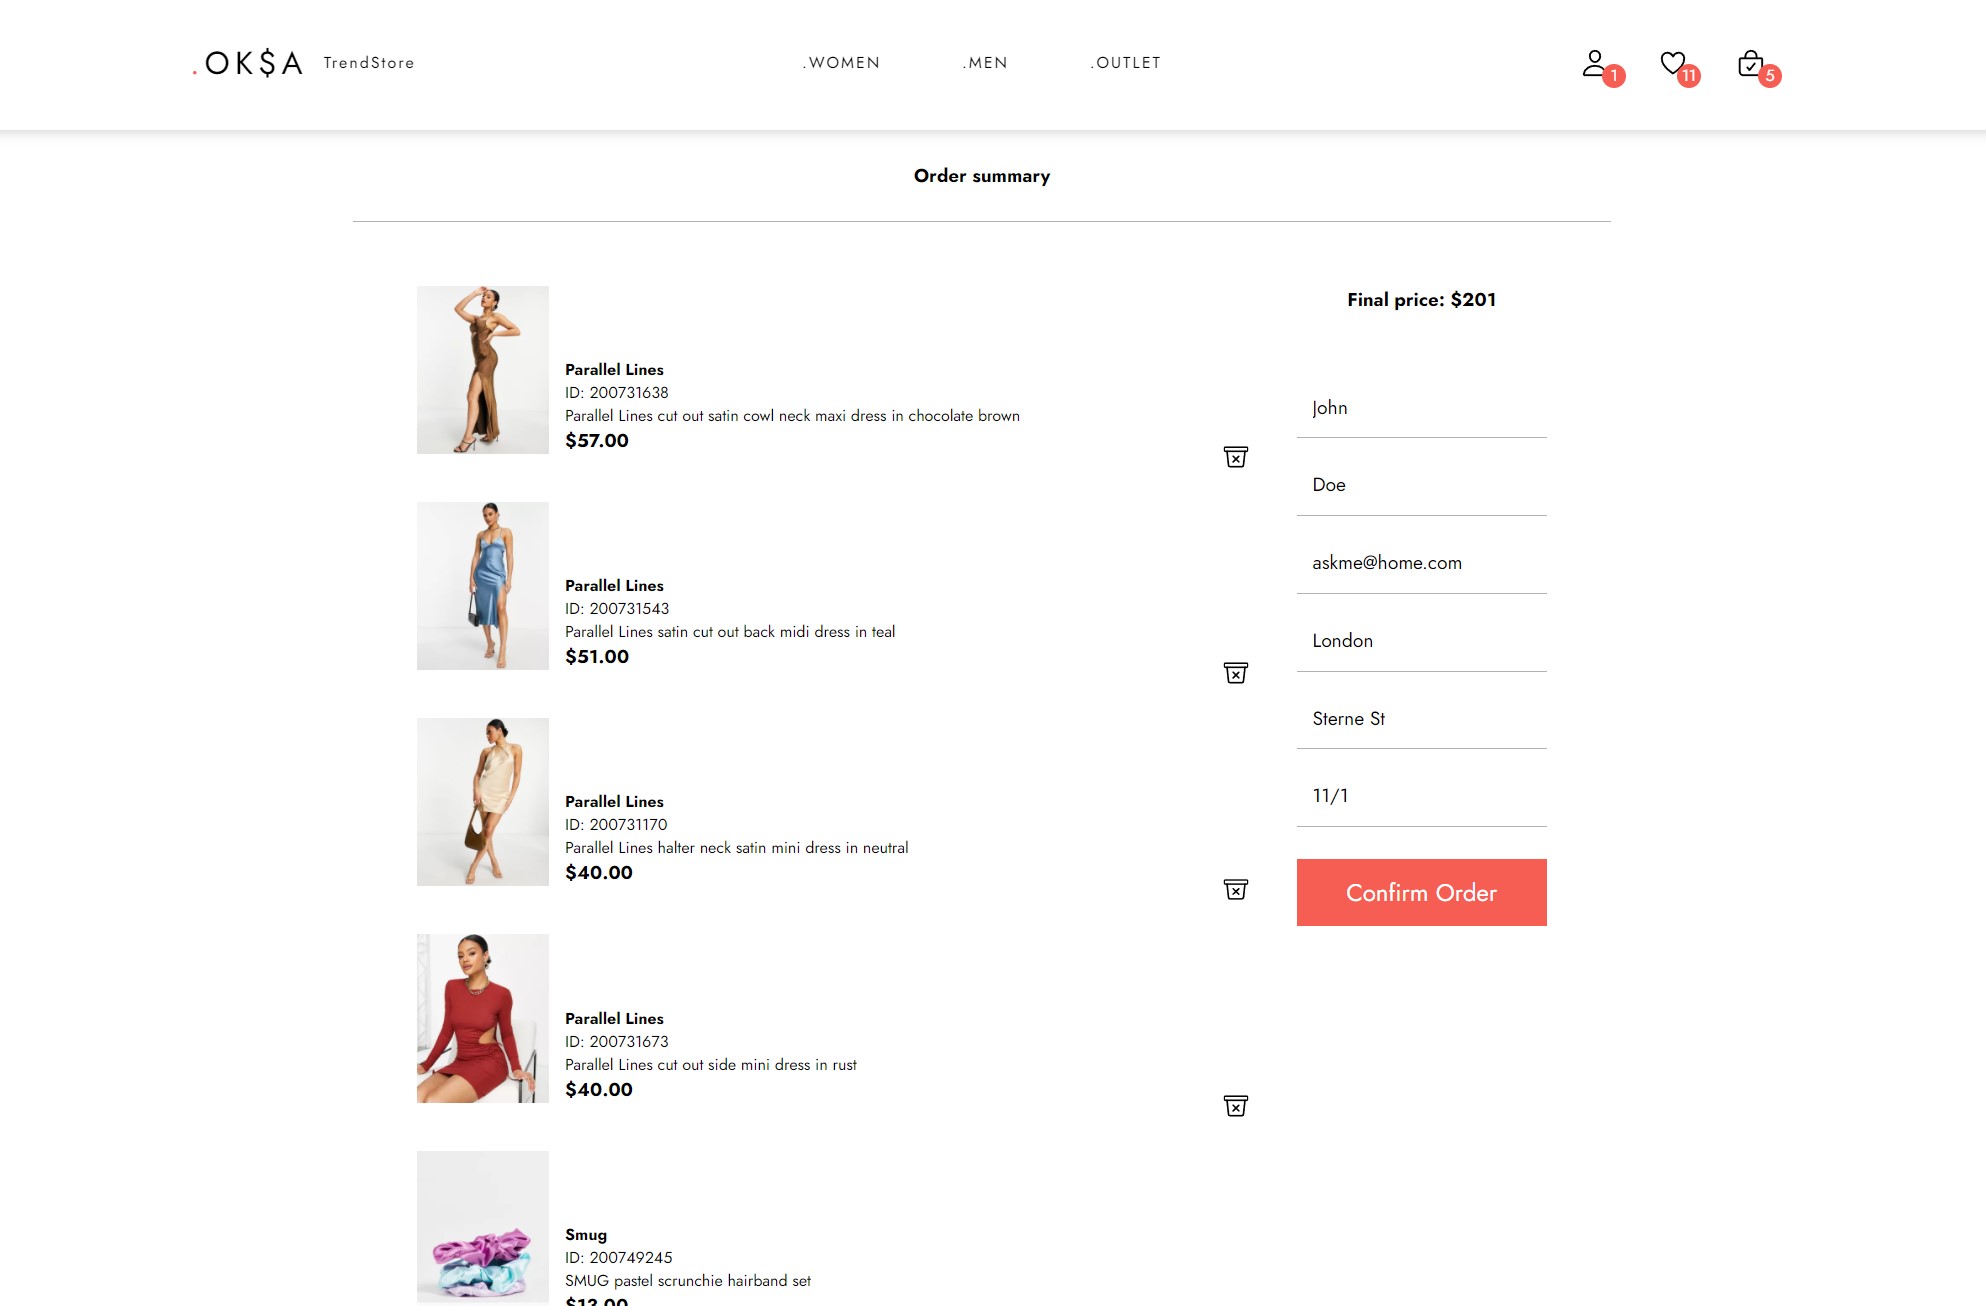 .OK$A TrendStore .WOMEN .MEN .OUTLET 1 11 5
Order summary
Final price: $201
Parallel Lines
ID: 200731638
Parallel Lines cut out satin cowl neck maxi dress in chocolate brown
$57.00
Parallel Lines
ID: 200731543
Parallel Lines satin cut out back midi dress in teal
$51.00
Parallel Lines
ID: 200731170
Parallel Lines halter neck satin mini dress in neutral
$40.00
Parallel Lines
ID: 200731673
Parallel Lines cut out side mini dress in rust
$40.00
Smug
ID: 200749245
SMUG pastel scrunchie hairband set
$13.00
John
Doe
askme@home.com
London
Sterne St
11/1
Confirm Order